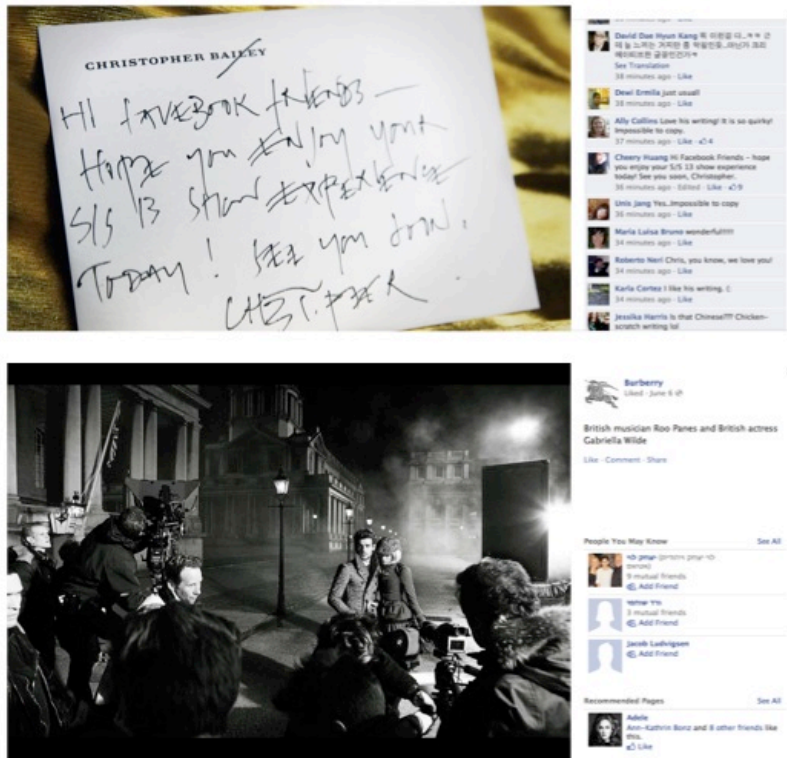 CHRISTOPHER BAILEY
HI FACEBOOK FRIENDS —
HOPE YOU ENJOY YOUR
S/S 13 SHOW EXPERIENCE
TODAY! SEE YOU SOON.
David Dae Hyun Kang
See Translation
38 minutes ago · Like
Dewi Ermila just usual!
38 minutes ago · Like
Ally Collins Love his writing! It is so quirky!
Impossible to copy.
37 minutes ago · Like · 4
Cheery Huang Hi Facebook Friends – hope
you enjoy your S/S 13 show experience
today! See you soon, Christopher.
36 minutes ago · Edited · Like · 9
Unix Jang Yes..Impossible to copy
36 minutes ago · Like
Maria Luisa Bruno wonderful!!!!!
34 minutes ago · Like
Roberto Neri Chris, you know, we love you!
34 minutes ago · Like
Karla Cortez I like his writing. (:
34 minutes ago · Like
Jessika Harris Is that Chinese??? Chicken-
scratch writing lol
Burberry
Liked · June 6
British musician Roo Panes and British actress
Gabriella Wilde
Like · Comment · Share
People You May Know See All
9 mutual friends
Add Friend
3 mutual friends
Add Friend
Jacob Ludvigsen
Add Friend
Recommended Pages See All
Adele
Ann-Kathrin Bonz and 8 other friends like
this.
Like